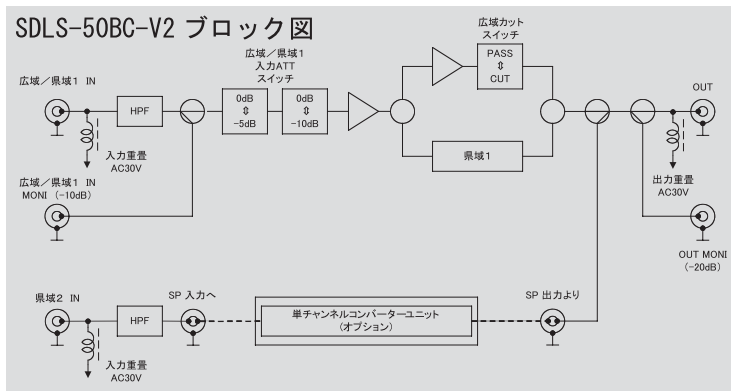 SDLS-50BC-V2 ブロック図
広域／県域1 IN
HPF
入力重畳
AC30V
広域／県域1 IN
MONI (-10dB)
広域／県域1
入力ATT
スイッチ
0dB
⇕
-5dB
0dB
⇕
-10dB
広域カット
スイッチ
PASS
⇕
CUT
県域1
OUT
出力重畳
AC30V
OUT MONI
(-20dB)
県域2 IN
HPF
入力重畳
AC30V
SP 入力へ
単チャンネルコンバーターユニット
(オプション)
SP 出力より